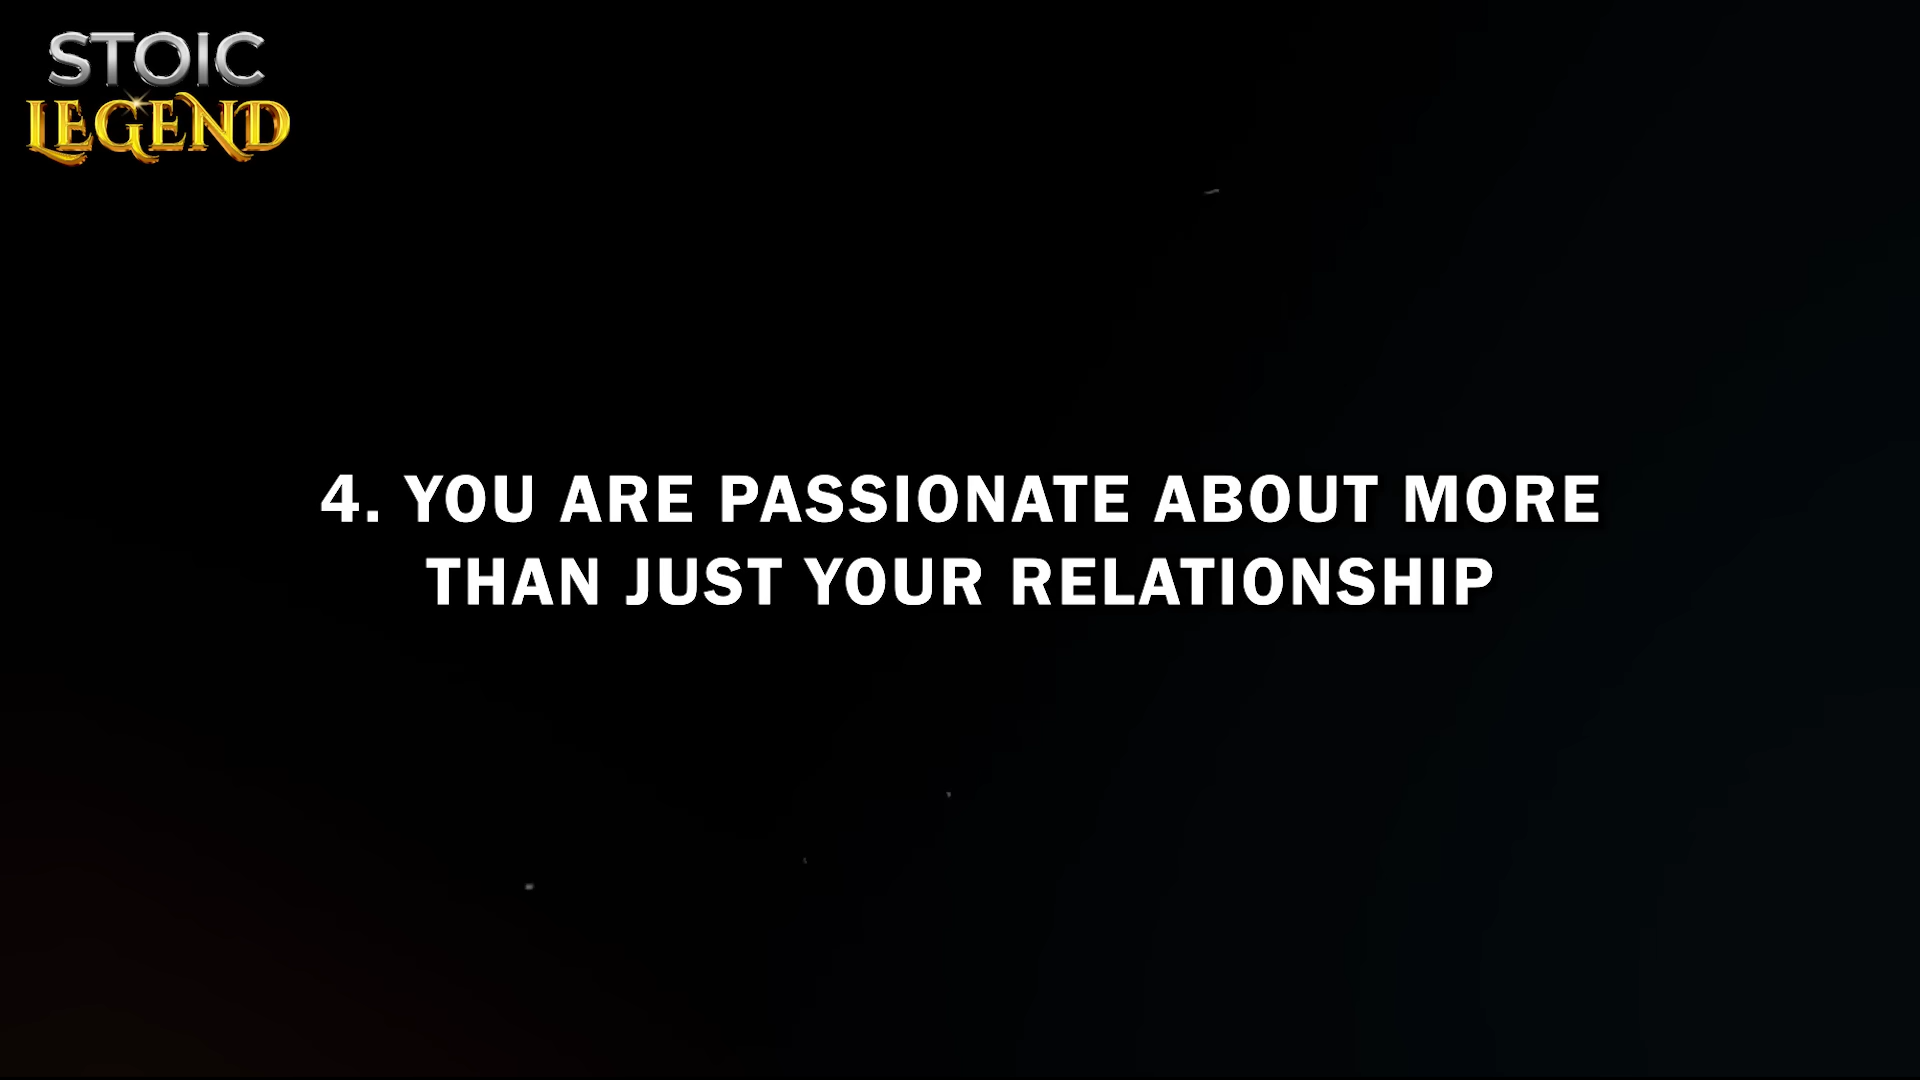 STOIC
LEGEND
4. YOU ARE PASSIONATE ABOUT MORE
THAN JUST YOUR RELATIONSHIP